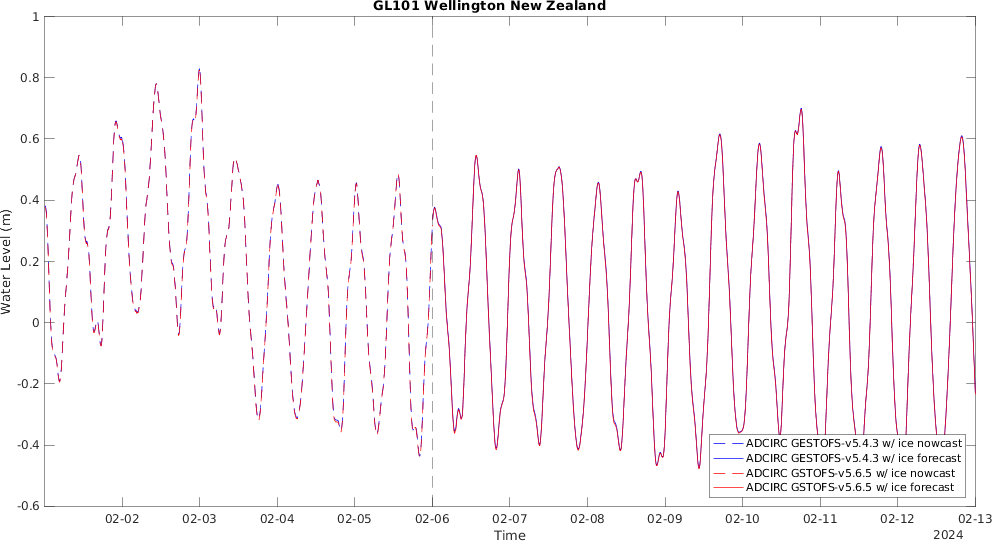 GL101 Wellington New Zealand
1
0.8
0.6
0.4
0.2
0
-0.2
-0.4
-0.6
Water Level (m)
ADCIRC GESTOFS-v5.4.3 w/ ice nowcast
ADCIRC GESTOFS-v5.4.3 w/ ice forecast
ADCIRC GSTOFS-v5.6.5 w/ ice nowcast
ADCIRC GSTOFS-v5.6.5 w/ ice forecast
02-02 02-03 02-04 02-05 02-06 02-07 02-08 02-09 02-10 02-11 02-12 02-13
Time
2024